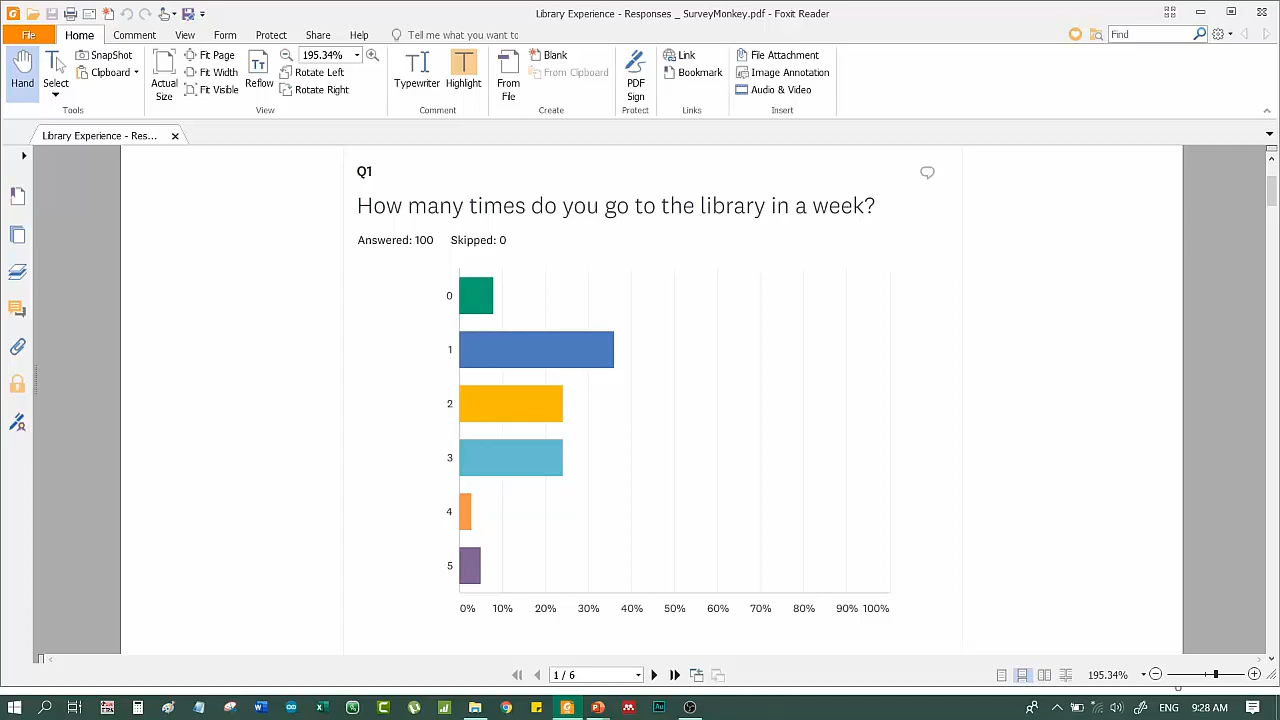 Library Experience - Responses _ SurveyMonkey.pdf - Foxit Reader
File Home Comment View Form Protect Share Help Tell me what you want to Find
Hand
Select
SnapShot
Clipboard
Tools
Actual
Size
Fit Page
Fit Width
Fit Visible
Reflow
195.34%
Rotate Left
Rotate Right
View
Typewriter
Highlight
Comment
From
File
Blank
From Clipboard
Create
PDF
Sign
Protect
Link
Bookmark
Links
File Attachment
Image Annotation
Audio & Video
Insert
Library Experience - Res...
Q1
How many times do you go to the library in a week?
Answered: 100 Skipped: 0
0
1
2
3
4
5
0% 10% 20% 30% 40% 50% 60% 70% 80% 90% 100%
1 / 6
195.34%
ENG 9:28 AM